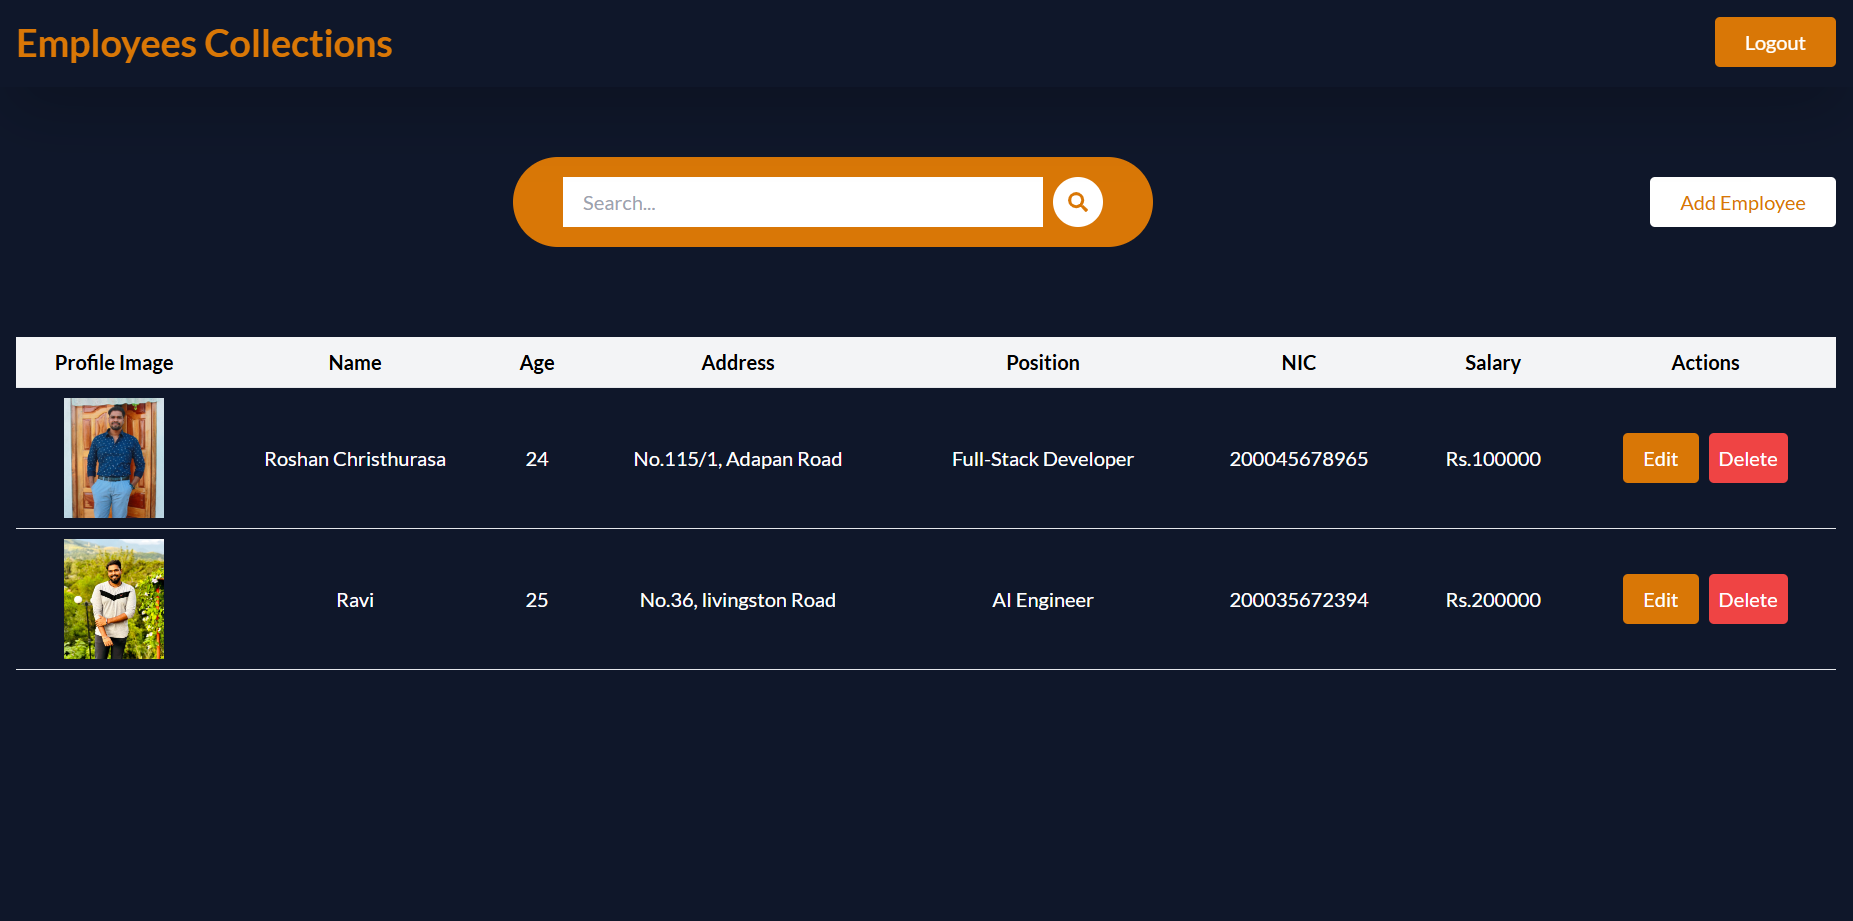 Employees Collections
Logout
Search...
Add Employee
Profile Image Name Age Address Position NIC Salary Actions
Roshan Christhurasa 24 No.115/1, Adapan Road Full-Stack Developer 200045678965 Rs.100000 Edit Delete
Ravi 25 No.36, livingston Road AI Engineer 200035672394 Rs.200000 Edit Delete